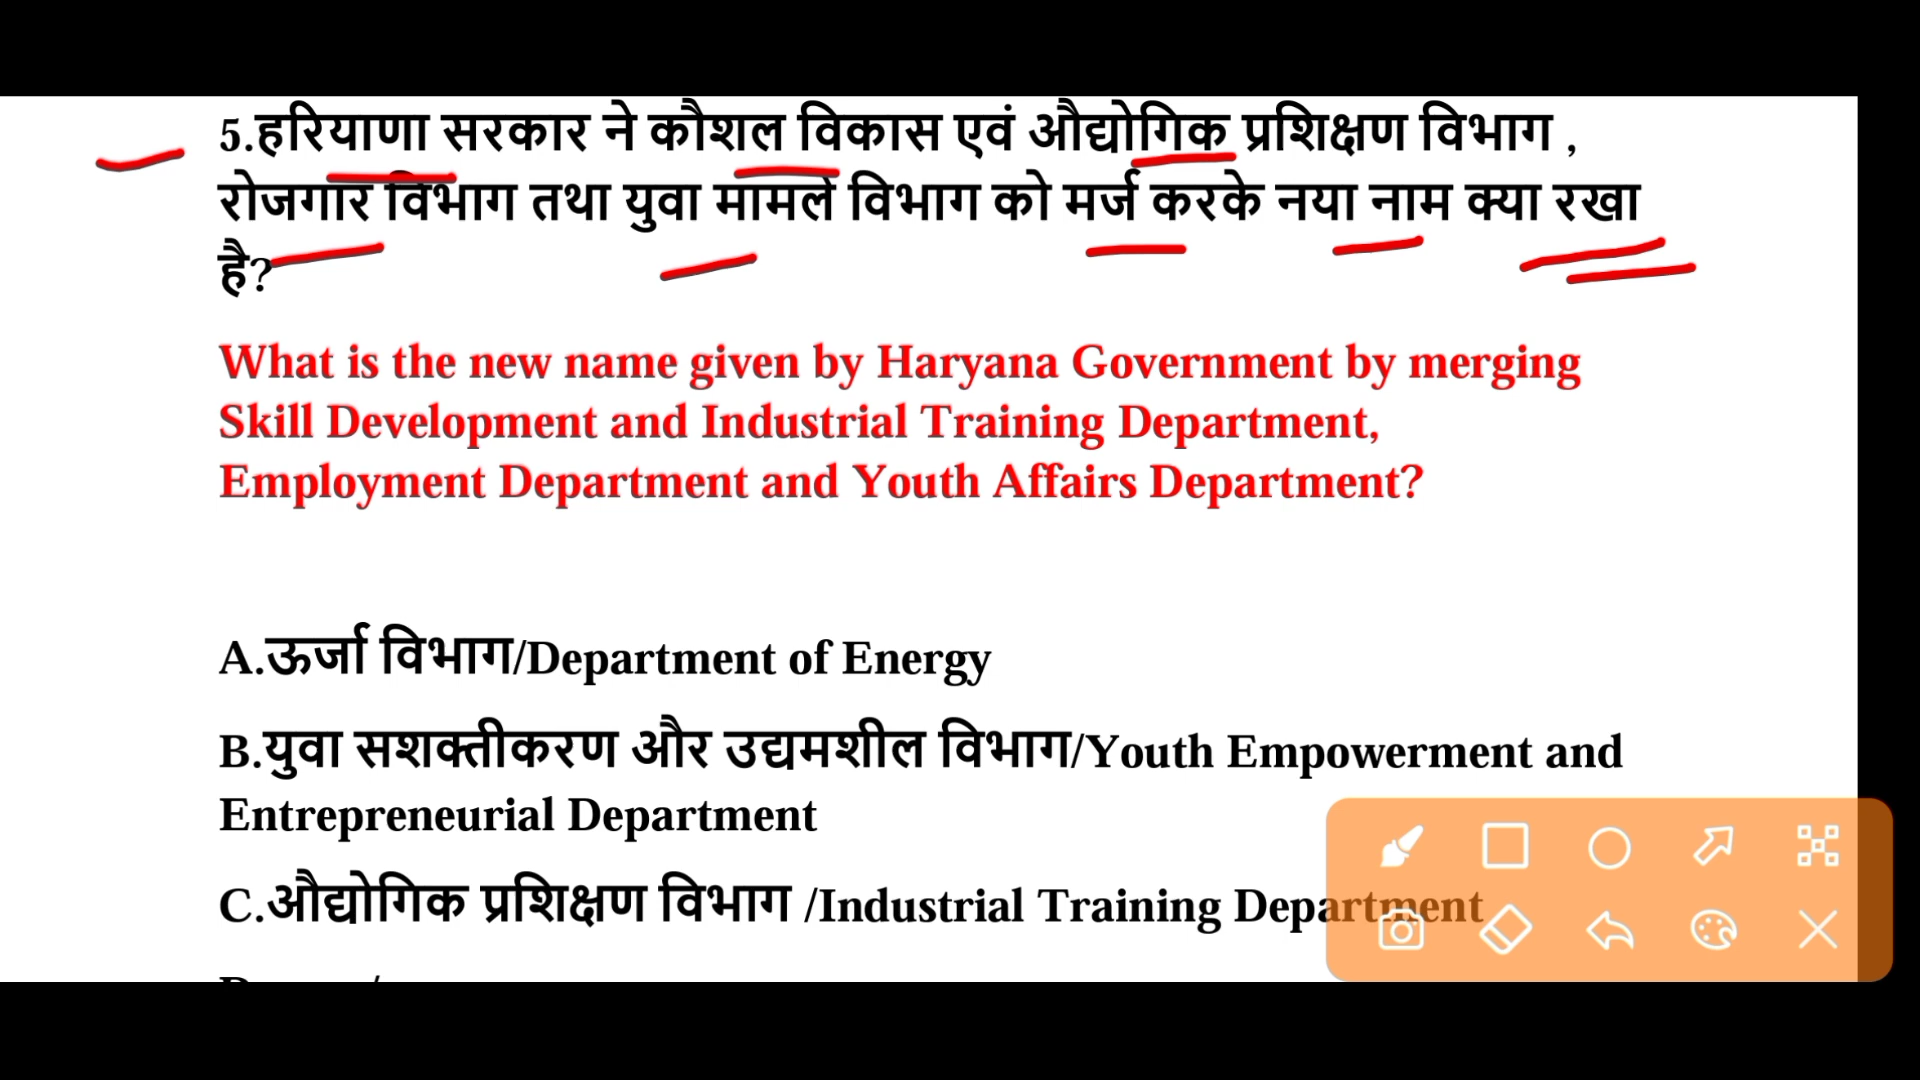 5.हरियाणा सरकार ने कौशल विकास एवं औद्योगिक प्रशिक्षण विभाग ,
रोजगार विभाग तथा युवा मामले विभाग को मर्ज करके नया नाम क्या रखा
है?
What is the new name given by Haryana Government by merging
Skill Development and Industrial Training Department,
Employment Department and Youth Affairs Department?
A.ऊर्जा विभाग/Department of Energy
B.युवा सशक्तीकरण और उद्यमशील विभाग/Youth Empowerment and
Entrepreneurial Department
C.औद्योगिक प्रशिक्षण विभाग /Industrial Training Department